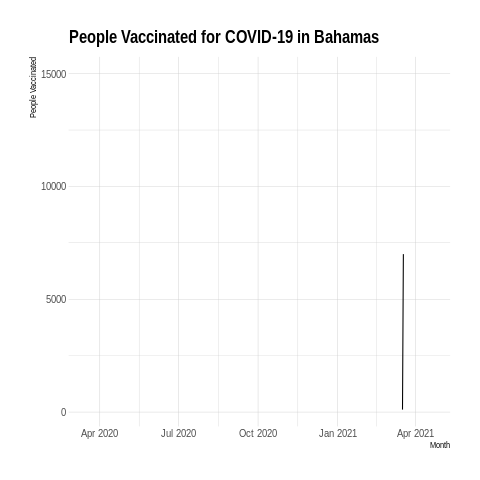 People Vaccinated for COVID-19 in Bahamas
People Vaccinated
15000
10000
5000
0
Apr 2020 Jul 2020 Oct 2020 Jan 2021 Apr 2021
Month